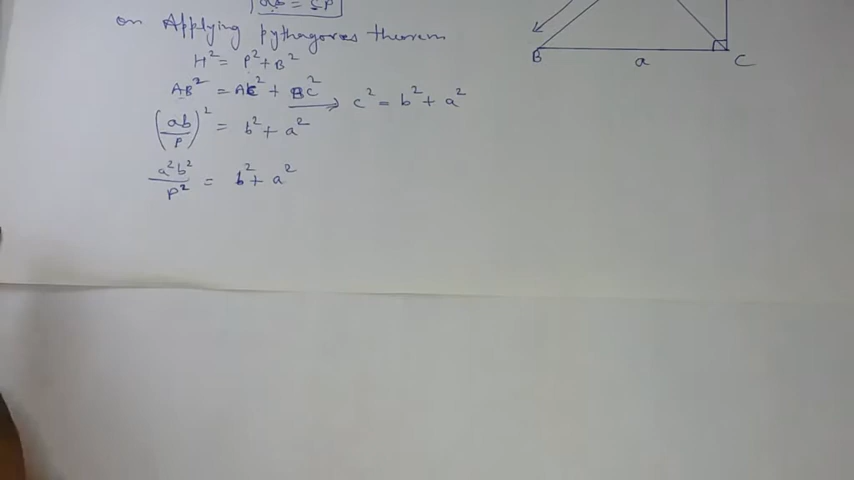 ab = cp
on Applying pythagores theorem
H² = P² + B²
AB² = AC² + BC² → c² = b² + a²
(ab/P)² = b² + a²
a²b²/P² = b² + a²
B a C